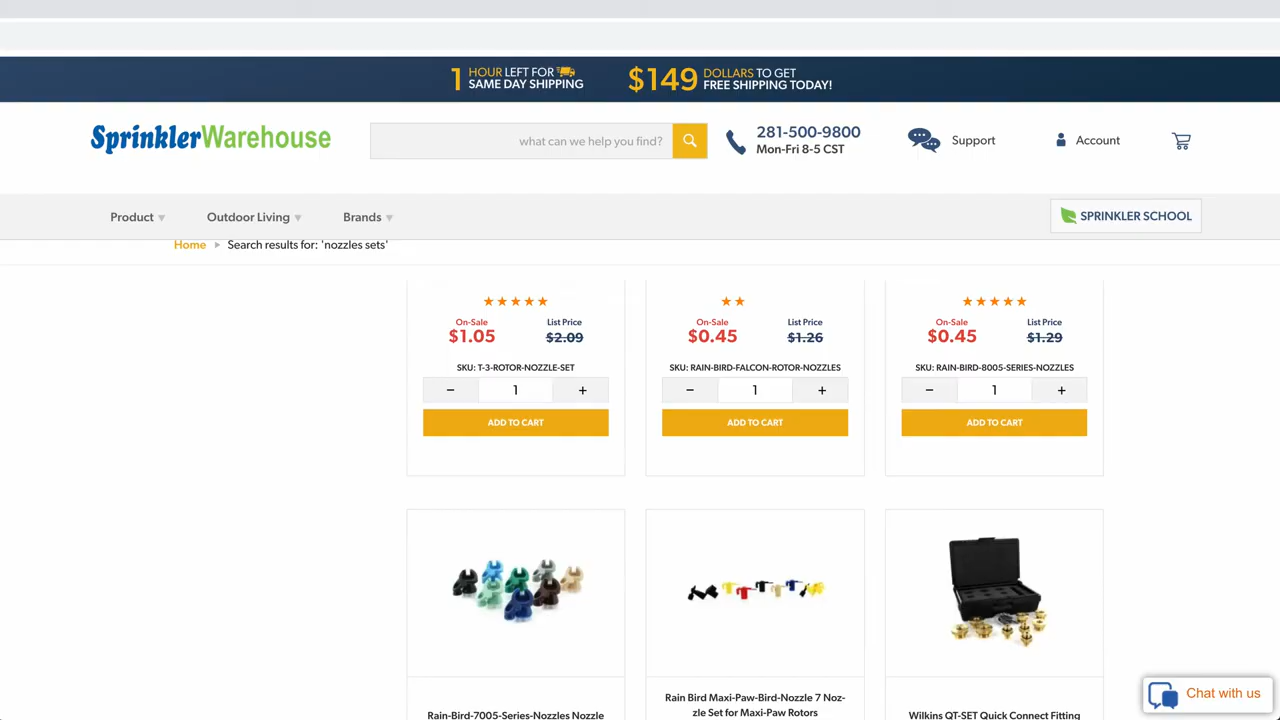 1 HOUR LEFT FOR
SAME DAY SHIPPING
$149 DOLLARS TO GET
FREE SHIPPING TODAY!
SprinklerWarehouse
what can we help you find?
281-500-9800
Mon-Fri 8-5 CST
Support
Account
Product
Outdoor Living
Brands
SPRINKLER SCHOOL
Home
Search results for: 'nozzles sets'
On-Sale
List Price
$1.05
$2.09
SKU: T-3-ROTOR-NOZZLE-SET
− 1 +
ADD TO CART
On-Sale
List Price
$0.45
$1.26
SKU: RAIN-BIRD-FALCON-ROTOR-NOZZLES
− 1 +
ADD TO CART
On-Sale
List Price
$0.45
$1.29
SKU: RAIN-BIRD-8005-SERIES-NOZZLES
− 1 +
ADD TO CART
Rain-Bird-7005-Series-Nozzles Nozzle
Rain Bird Maxi-Paw-Bird-Nozzle 7 Noz-
zle Set for Maxi-Paw Rotors
Wilkins QT-SET Quick Connect Fitting
Chat with us